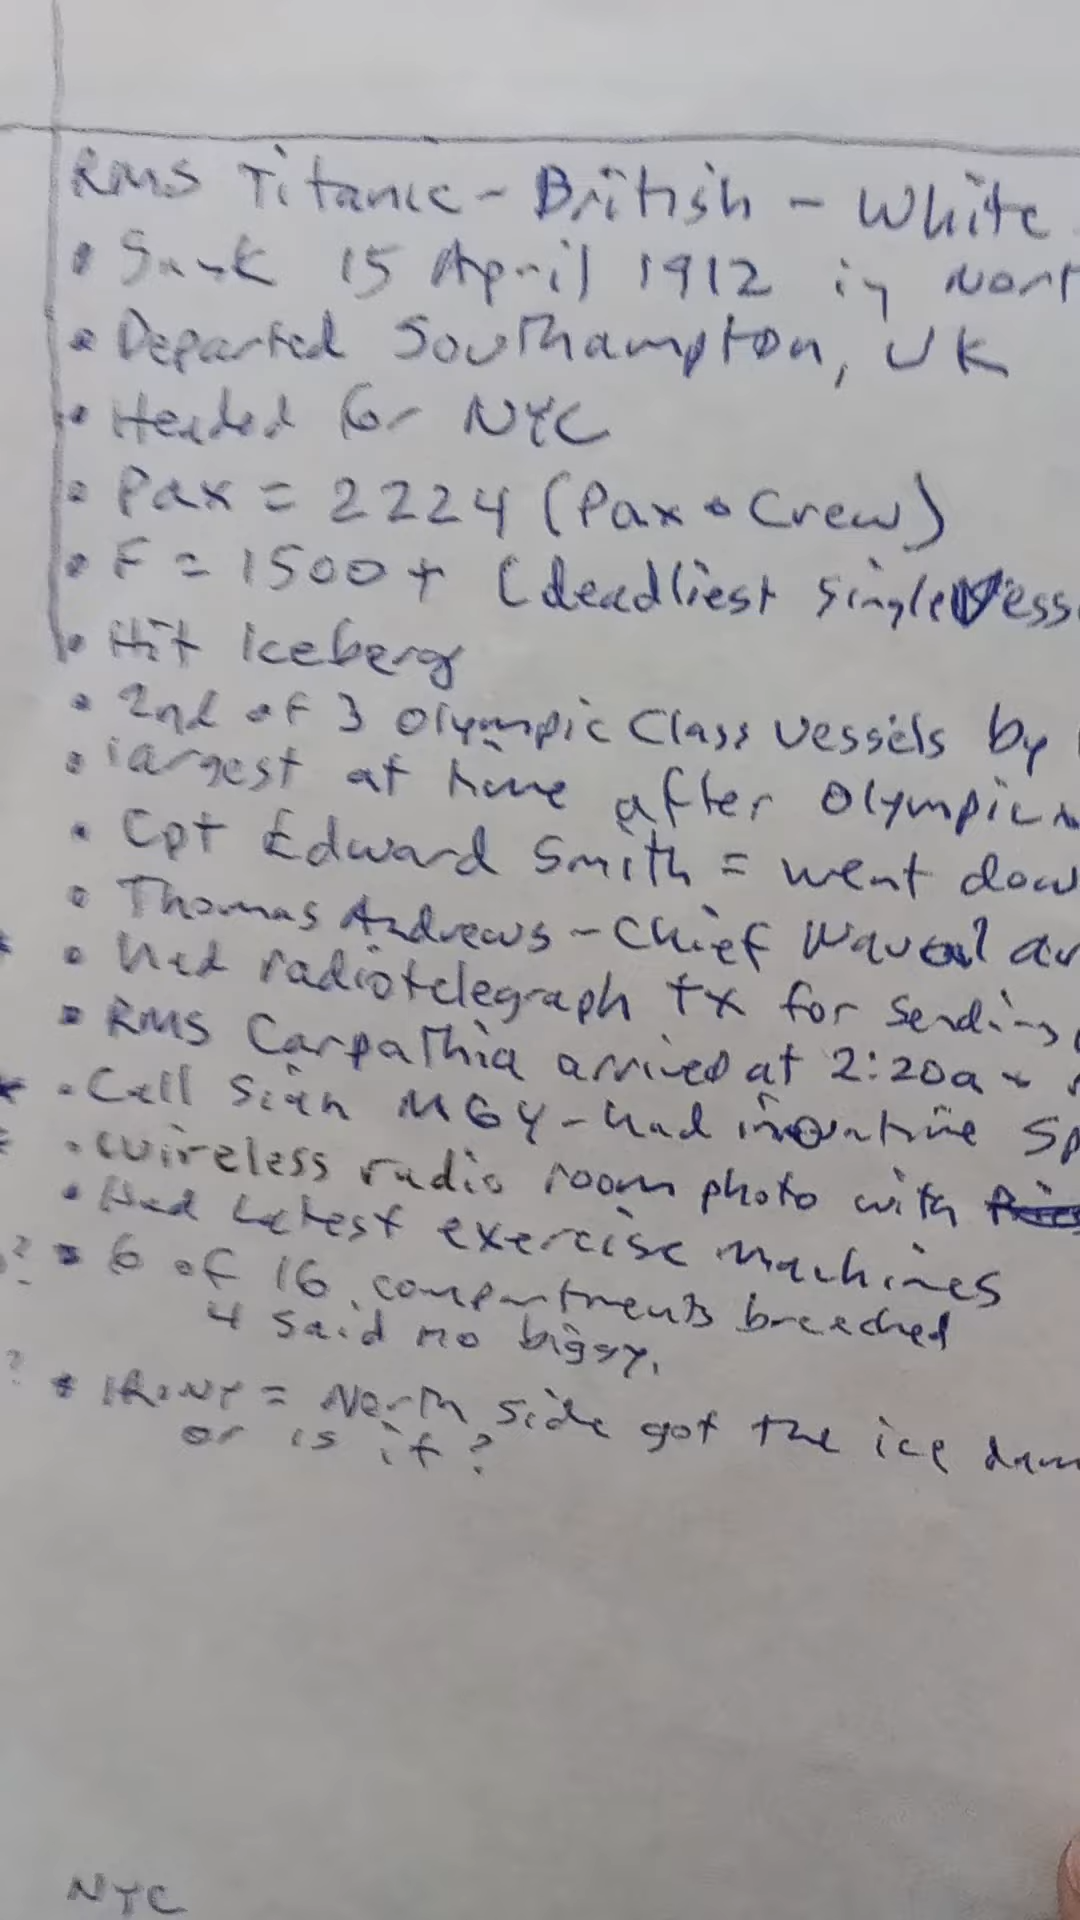 RMS Titanic - British - White
• Sunk 15 April 1912 in Nort
• Departed Southampton, UK
• Headed for NYC
• Pax = 2224 (Pax + Crew)
• F = 1500+ (deadliest single vess
• Hit Iceberg
• 2nd of 3 Olympic Class vessels by
• largest at time after Olympic
• Cpt Edward Smith = went dow
• Thomas Andrews - Chief Naval ar
* • Had radiotelegraph tx for sending
• RMS Carpathia arrived at 2:20a
* • Call sign MGY - had sp
• wireless radio room photo with
• Had Latest exercise machines
? • 6 of 16 compartments breeched
4 said no biggy.
? * IRONY = North side got the ice dam
or is it?
NYC